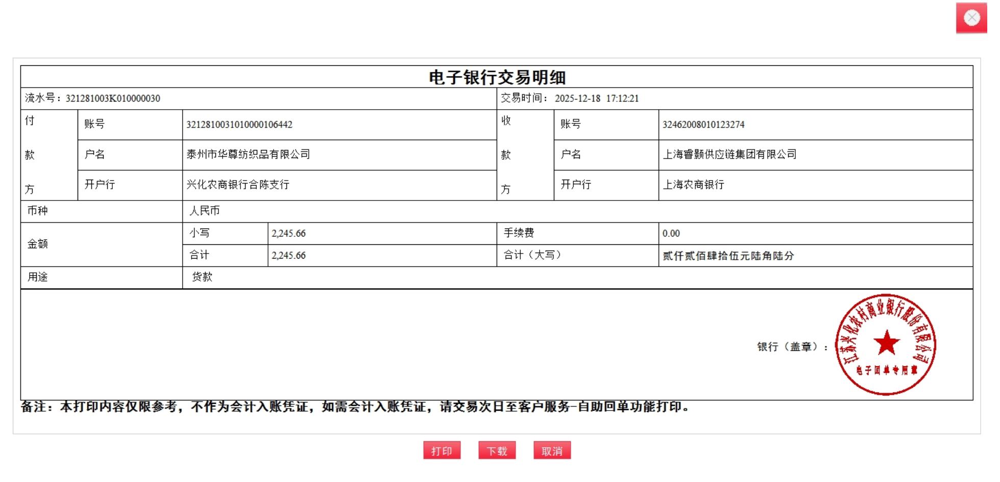 电子银行交易明细
流水号：321281003K010000030 交易时间： 2025-12-18 17:12:21
付款方 账号 3212810031010000106442 收款方 账号 32462008010123274
户名 泰州市华尊纺织品有限公司 户名 上海睿颢供应链集团有限公司
开户行 兴化农商银行合陈支行 开户行 上海农商银行
币种 人民币
金额 小写 2,245.66 手续费 0.00
合计 2,245.66 合计（大写） 贰仟贰佰肆拾伍元陆角陆分
用途 货款
银行（盖章）：
江苏兴化农村商业银行股份有限公司
电子回单专用章
备注：本打印内容仅限参考，不作为会计入账凭证，如需会计入账凭证，请交易次日至客户服务-自助回单功能打印。
打印 下载 取消